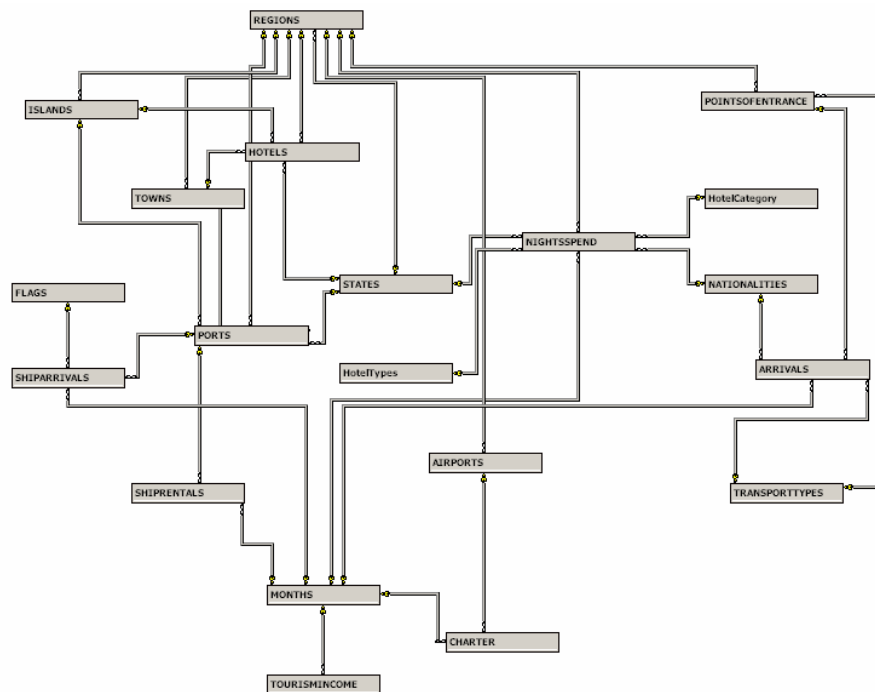 REGIONS
ISLANDS
POINTSOFENTRANCE
HOTELS
TOWNS
HotelCategory
NIGHTSSPEND
STATES
NATIONALITIES
FLAGS
PORTS
SHIPARRIVALS
HotelTypes
ARRIVALS
AIRPORTS
SHIPRENTALS
TRANSPORTTYPES
MONTHS
CHARTER
TOURISMINCOME